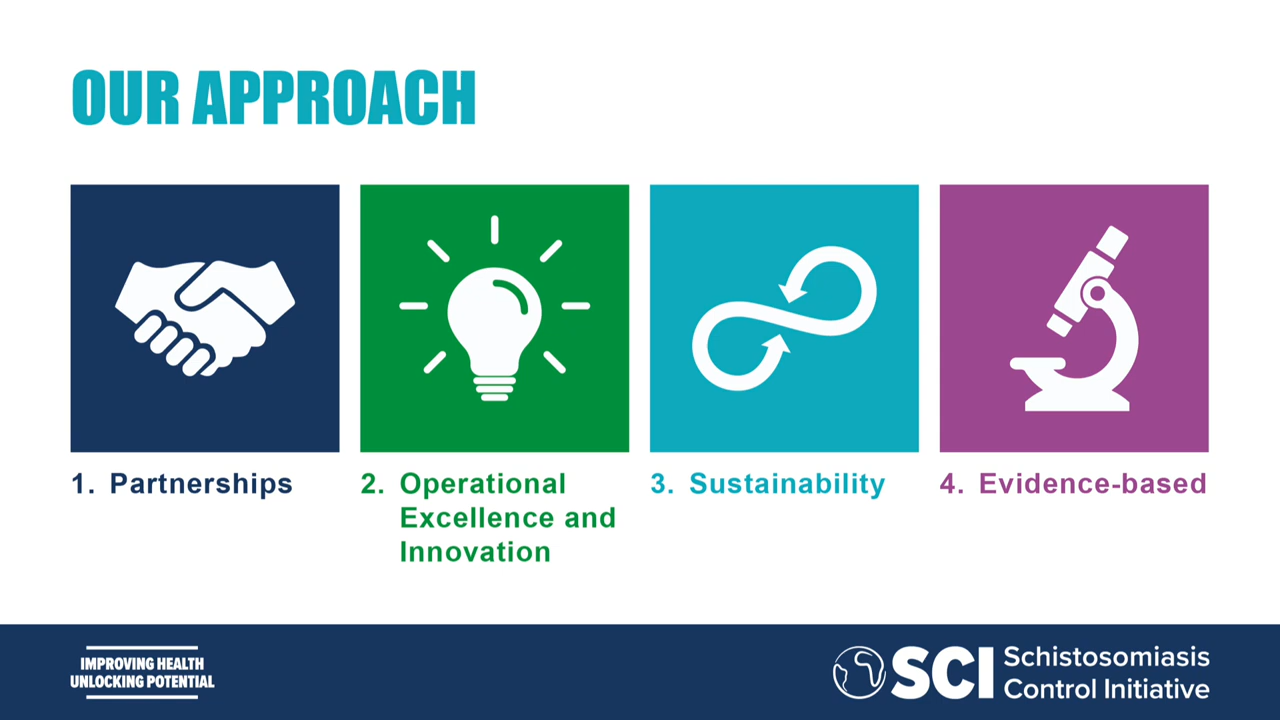 OUR APPROACH
1. Partnerships
2. Operational
Excellence and
Innovation
3. Sustainability
4. Evidence-based
IMPROVING HEALTH
UNLOCKING POTENTIAL
SCI Schistosomiasis
Control Initiative